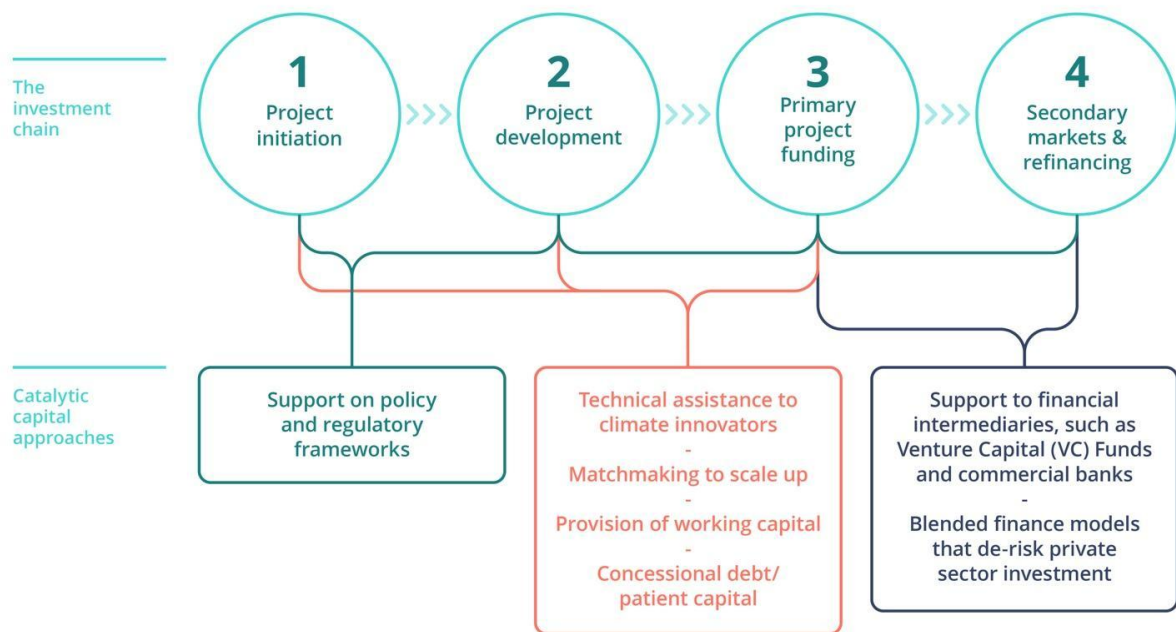 The
investment
chain
1
Project
initiation
2
Project
development
3
Primary
project
funding
4
Secondary
markets &
refinancing
Catalytic
capital
approaches
Support on policy
and regulatory
frameworks
Technical assistance to
climate innovators
-
Matchmaking to scale up
-
Provision of working capital
-
Concessional debt/
patient capital
Support to financial
intermediaries, such as
Venture Capital (VC) Funds
and commercial banks
-
Blended finance models
that de-risk private
sector investment